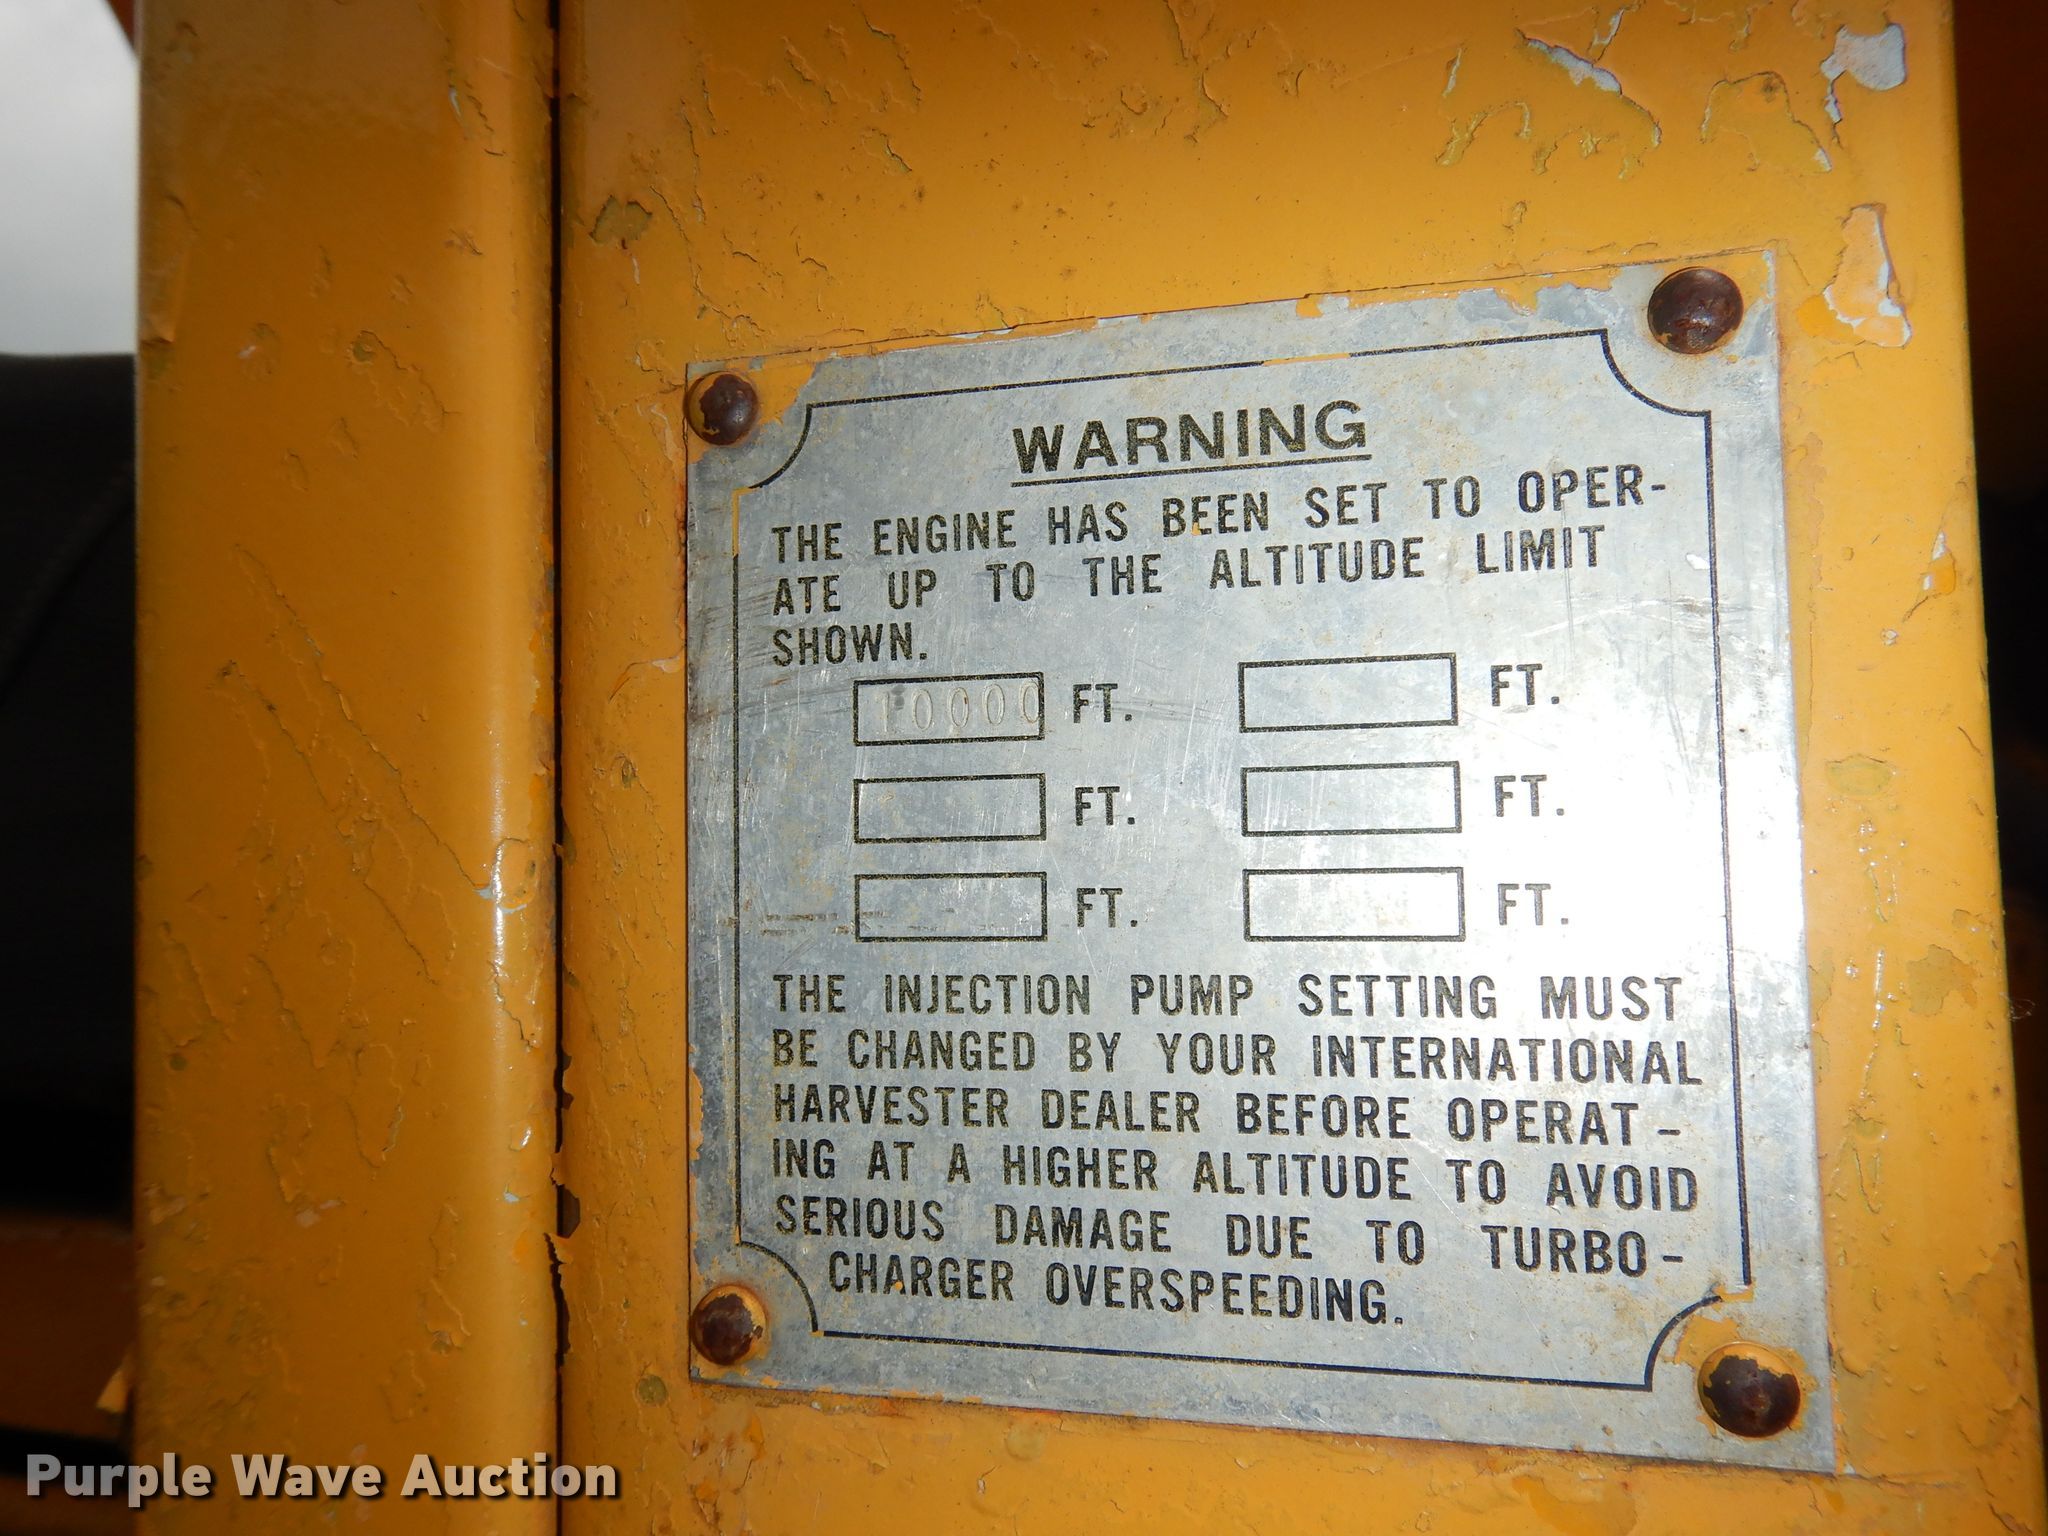 WARNING
THE ENGINE HAS BEEN SET TO OPER-
ATE UP TO THE ALTITUDE LIMIT
SHOWN.
10000 FT. FT.
FT. FT.
FT. FT.
THE INJECTION PUMP SETTING MUST
BE CHANGED BY YOUR INTERNATIONAL
HARVESTER DEALER BEFORE OPERAT-
ING AT A HIGHER ALTITUDE TO AVOID
SERIOUS DAMAGE DUE TO TURBO-
CHARGER OVERSPEEDING.
Purple Wave Auction